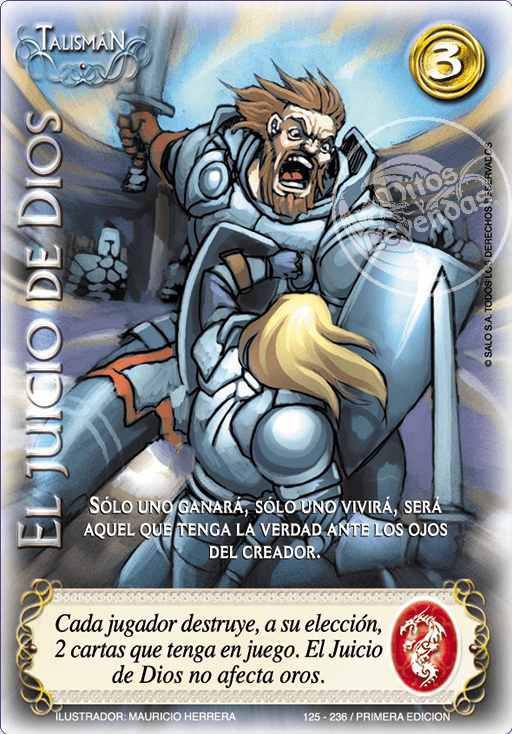 TALISMÁN
3
EL JUICIO DE DIOS
Mitos
Leyendas
© SALO S.A. TODOS LOS DERECHOS RESERVADOS
SÓLO UNO GANARÁ, SÓLO UNO VIVIRÁ, SERÁ
AQUEL QUE TENGA LA VERDAD ANTE LOS OJOS
DEL CREADOR.
Cada jugador destruye, a su elección,
2 cartas que tenga en juego. El Juicio
de Dios no afecta oros.
ILUSTRADOR: MAURICIO HERRERA
125 - 236 / PRIMERA EDICION